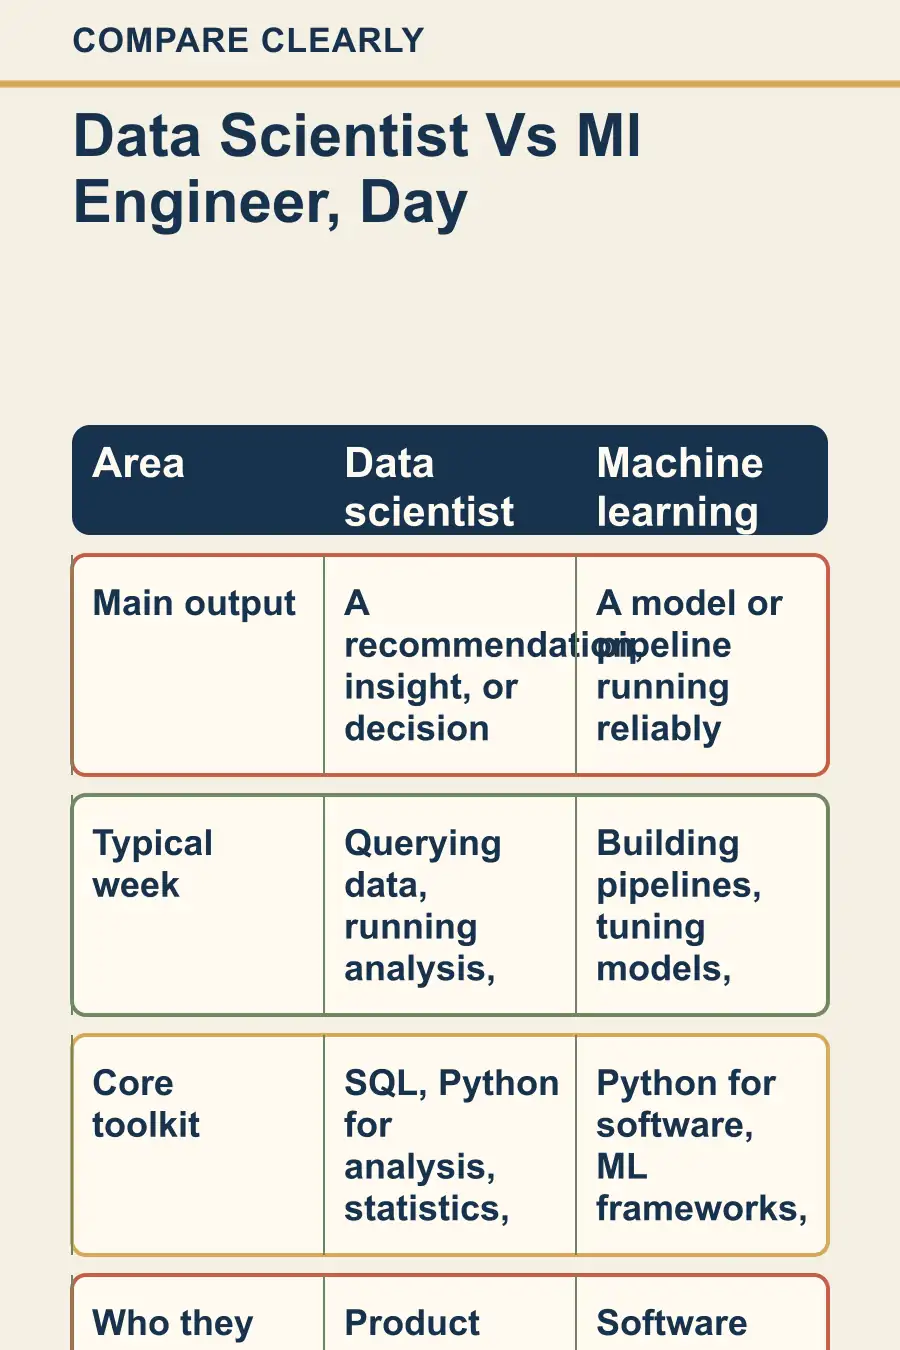 COMPARE CLEARLY
Data Scientist Vs Ml
Engineer, Day
Area
Data
scientist
Machine
learning
Main output
A
recommendation,
insight, or
decision
A model or
pipeline
running
reliably
Typical
week
Querying
data,
running
analysis,
Building
pipelines,
tuning
models,
Core
toolkit
SQL, Python
for
analysis,
statistics,
Python for
software,
ML
frameworks,
Who they
Product
Software